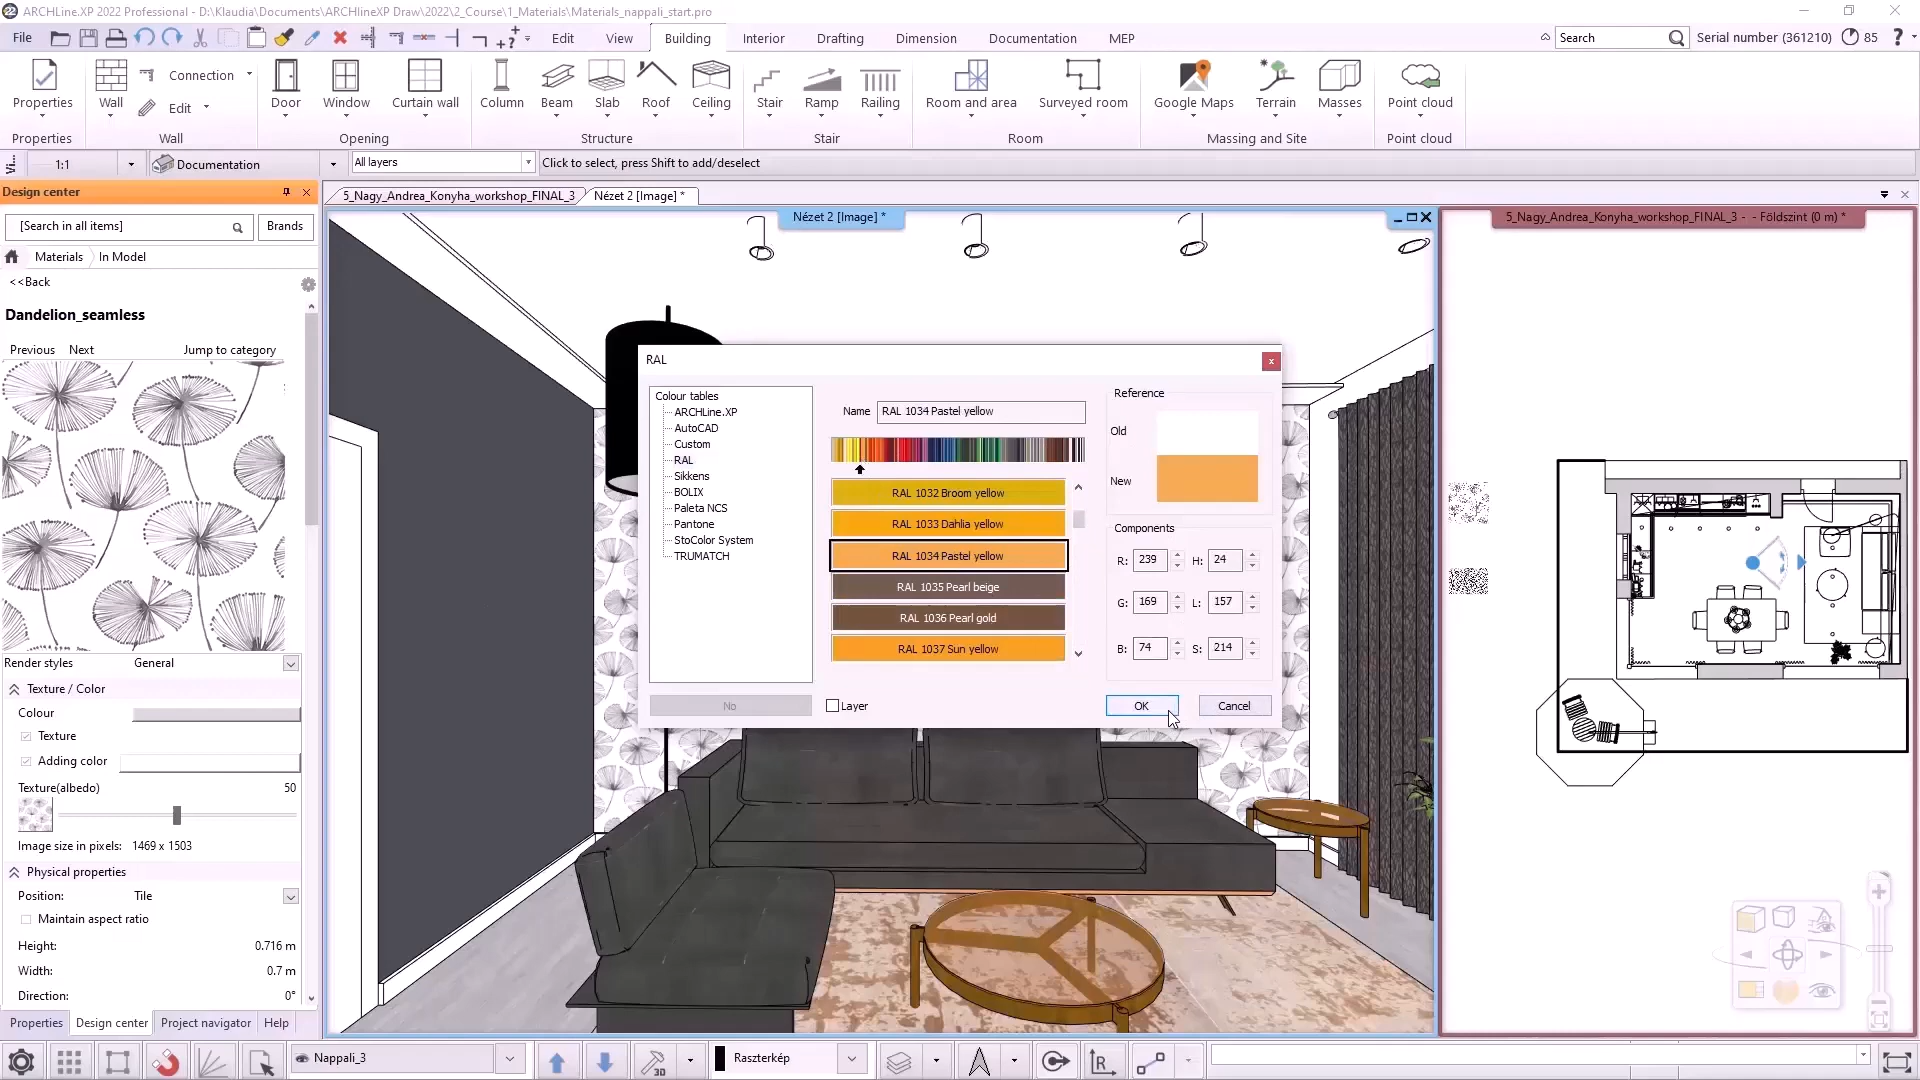 ARCHLine.XP 2022 Professional - D:\Klaudia\Documents\ARCHlineXP Draw\2022\2_Course\1_Materials\Materials_nappali_start.pro
File Edit View Building Interior Drafting Dimension Documentation MEP Search Serial number (361210) 85 ?
Connection
Edit
Properties Wall Door Window Curtain wall Column Beam Slab Roof Ceiling Stair Ramp Railing Room and area Surveyed room Google Maps Terrain Masses Point cloud
Properties Wall Opening Structure Stair Room Massing and Site Point cloud
1:1 Documentation All layers Click to select, press Shift to add/deselect
Design center
5_Nagy_Andrea_Konyha_workshop_FINAL_3 Nézet 2 [Image] *
Nézet 2 [Image] *
5_Nagy_Andrea_Konyha_workshop_FINAL_3 - - Földszint (0 m) *
[Search in all items] Brands
Materials In Model
<<Back
Dandelion_seamless
Previous Next Jump to category
Render styles General
Texture / Color
Colour
Texture
Adding color
Texture(albedo) 50
Image size in pixels: 1469 x 1503
Physical properties
Position: Tile
Maintain aspect ratio
Height: 0.716 m
Width: 0.7 m
Direction: 0°
Properties Design center Project navigator Help
RAL
Colour tables
ARCHLine.XP
AutoCAD
Custom
RAL
Sikkens
BOLIX
Paleta NCS
Pantone
StoColor System
TRUMATCH
No
Name RAL 1034 Pastel yellow
RAL 1032 Broom yellow
RAL 1033 Dahlia yellow
RAL 1034 Pastel yellow
RAL 1035 Pearl beige
RAL 1036 Pearl gold
RAL 1037 Sun yellow
Layer
Reference
Old
New
Components
R: 239 H: 24
G: 169 L: 157
B: 74 S: 214
OK Cancel
Nappali_3 3D Raszterkép R